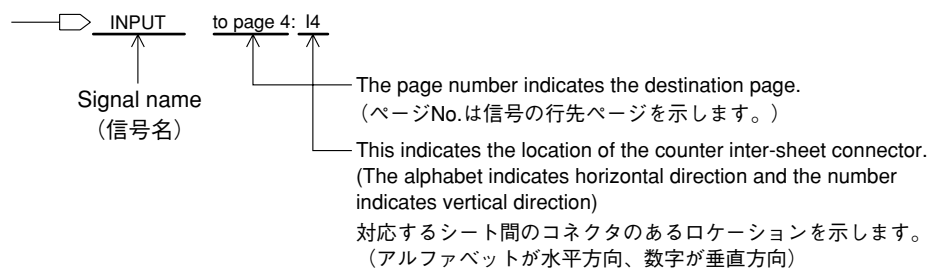 INPUT to page 4: I4
Signal name
（信号名）
The page number indicates the destination page.
（ページNo.は信号の行先ページを示します。）
This indicates the location of the counter inter-sheet connector.
(The alphabet indicates horizontal direction and the number
indicates vertical direction)
対応するシート間のコネクタのあるロケーションを示します。
（アルファベットが水平方向、数字が垂直方向）